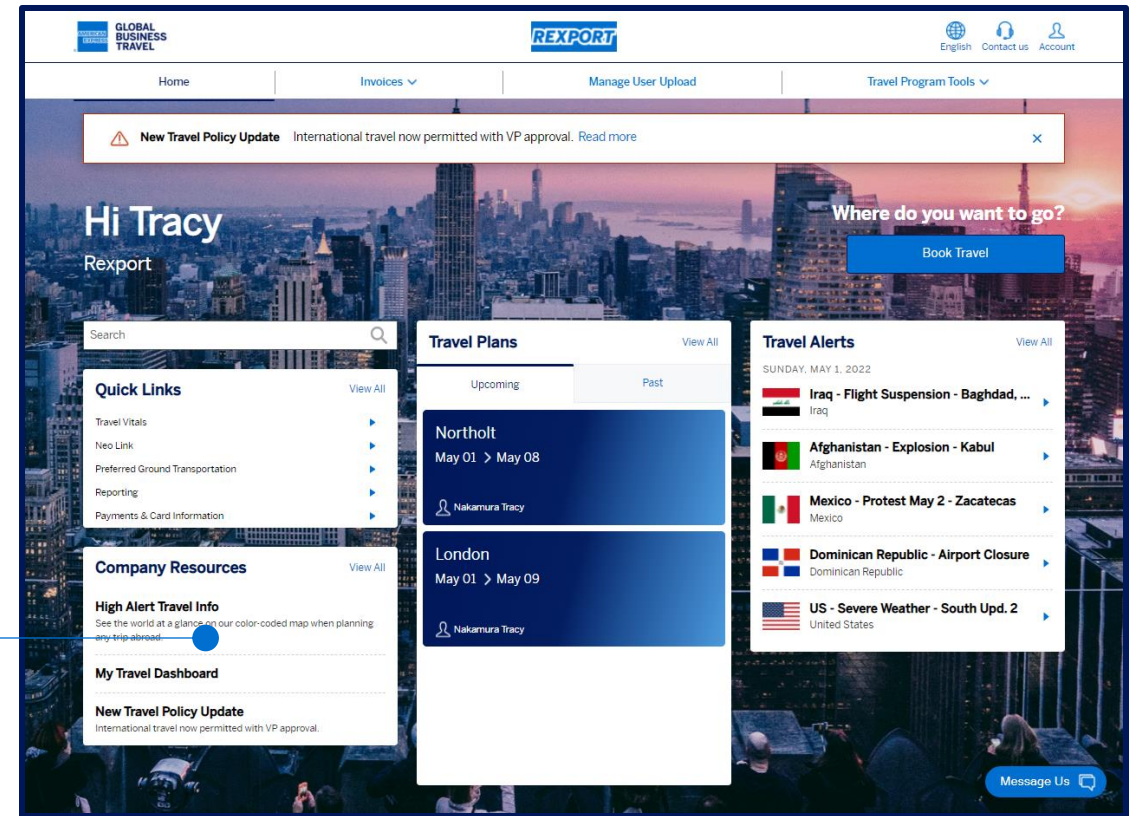 AMERICAN EXPRESS
GLOBAL
BUSINESS
TRAVEL
REXPORT
English
Contact us
Account
Home
Invoices
Manage User Upload
Travel Program Tools
New Travel Policy Update International travel now permitted with VP approval. Read more
Hi Tracy
Rexport
Where do you want to go?
Book Travel
Search
Quick Links
View All
Travel Vitals
Neo Link
Preferred Ground Transportation
Reporting
Payments & Card Information
Company Resources
View All
High Alert Travel Info
See the world at a glance on our color-coded map when planning
any trip abroad.
My Travel Dashboard
New Travel Policy Update
International travel now permitted with VP approval.
Travel Plans
View All
Upcoming
Past
Northolt
May 01 > May 08
Nakamura Tracy
London
May 01 > May 09
Nakamura Tracy
Travel Alerts
View All
SUNDAY, MAY 1, 2022
Iraq - Flight Suspension - Baghdad, ...
Iraq
Afghanistan - Explosion - Kabul
Afghanistan
Mexico - Protest May 2 - Zacatecas
Mexico
Dominican Republic - Airport Closure
Dominican Republic
US - Severe Weather - South Upd. 2
United States
Message Us